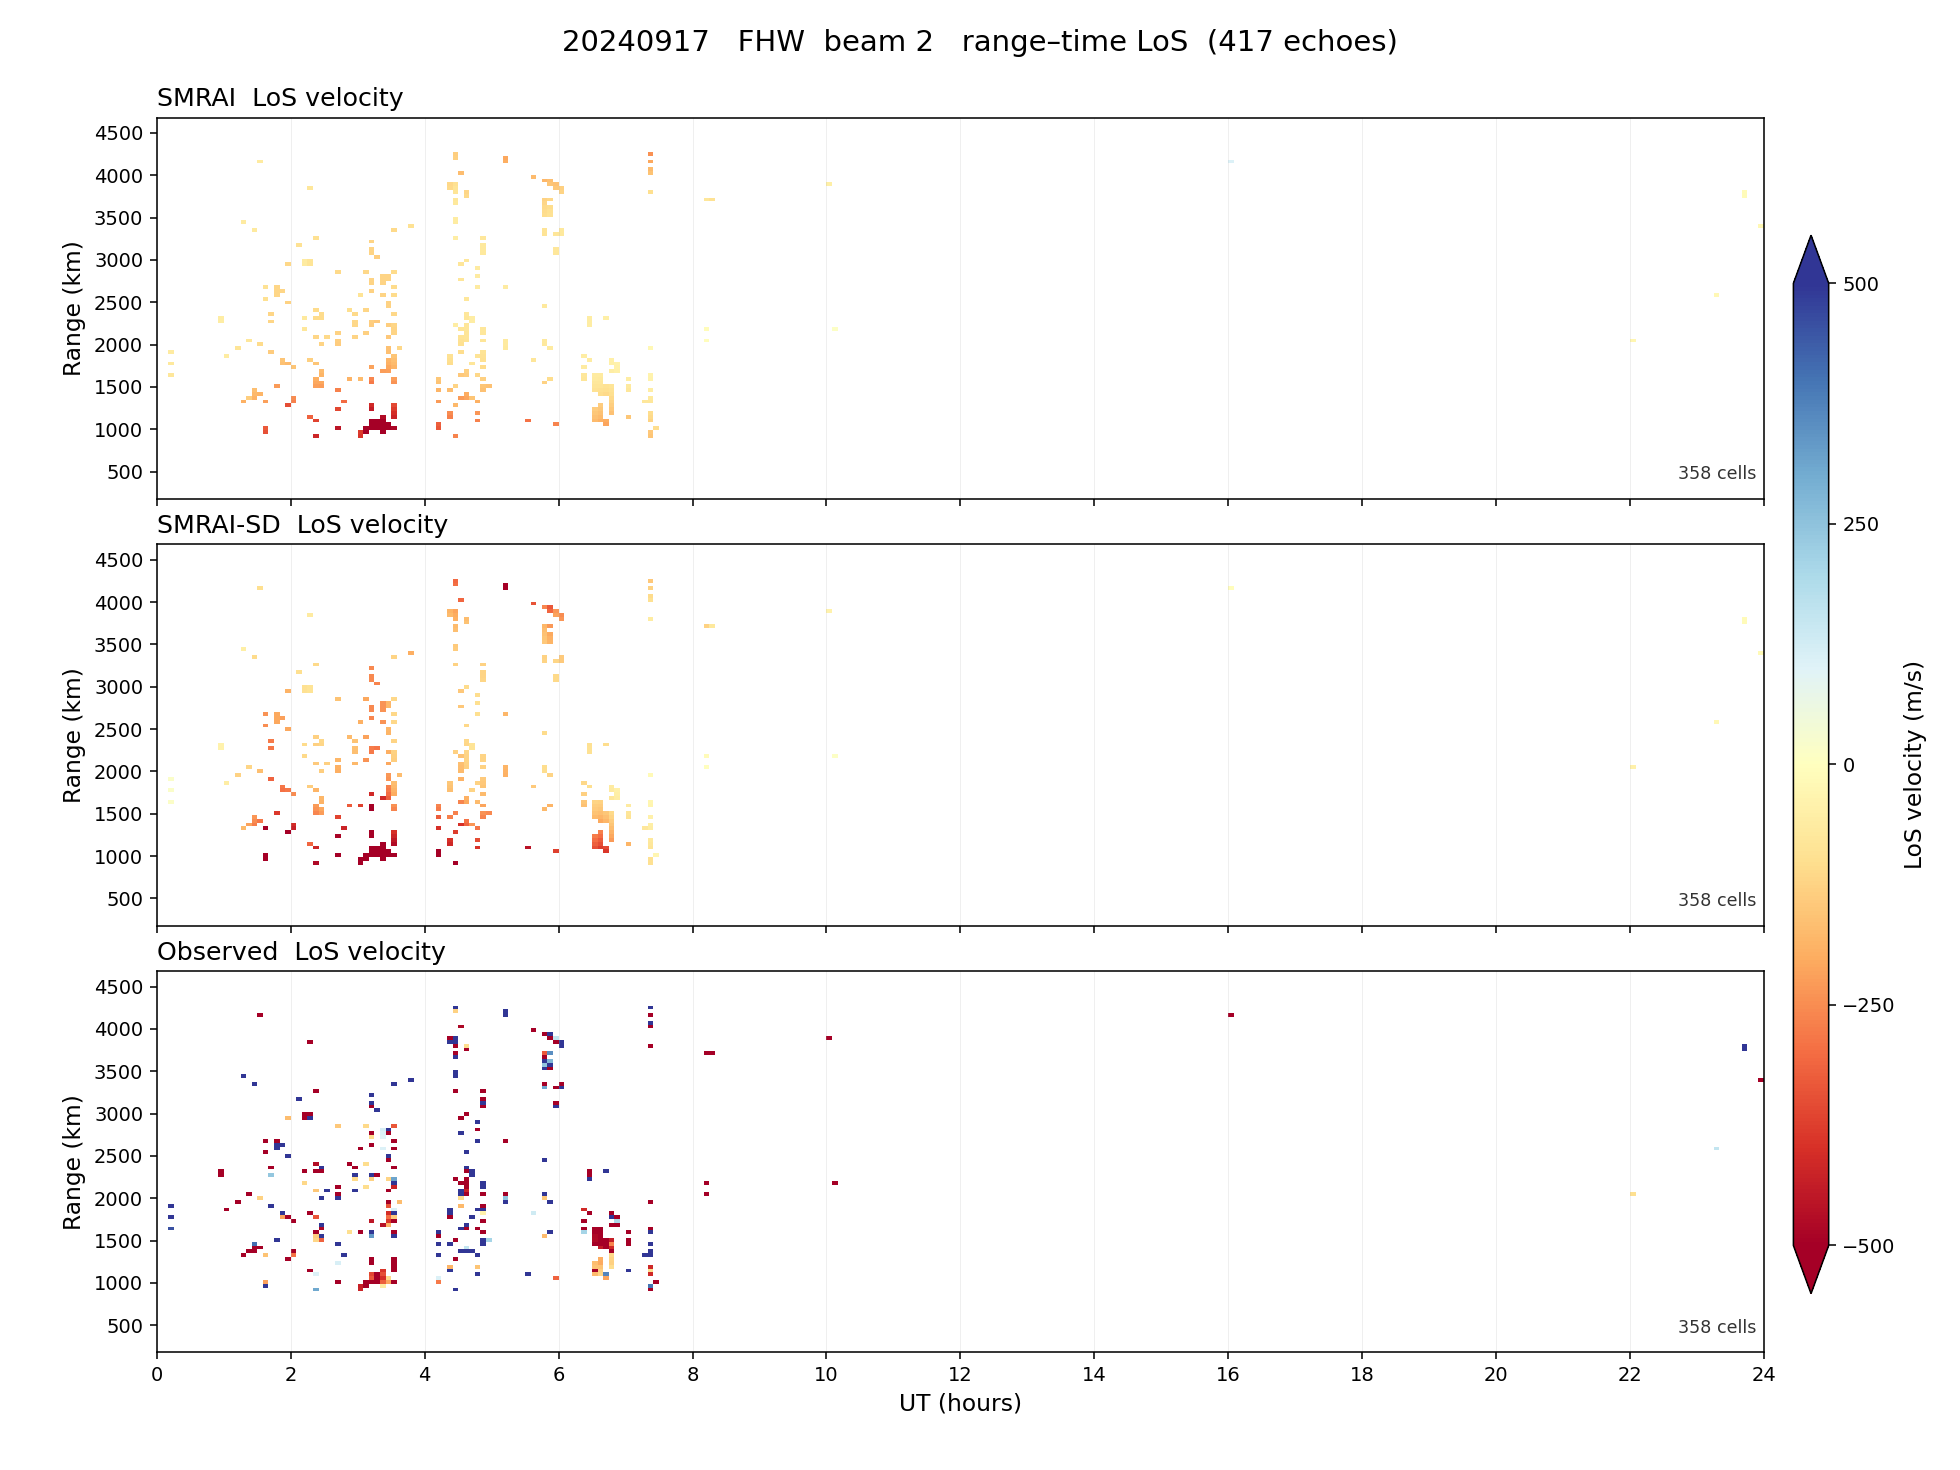 20240917   FHW  beam 2   range–time LoS  (417 echoes)
SMRAI  LoS velocity
4500
4000
3500
3000
2500
2000
1500
1000
500
Range (km)
358 cells
SMRAI-SD  LoS velocity
4500
4000
3500
3000
2500
2000
1500
1000
500
Range (km)
358 cells
Observed  LoS velocity
4500
4000
3500
3000
2500
2000
1500
1000
500
Range (km)
358 cells
0 2 4 6 8 10 12 14 16 18 20 22 24
UT (hours)
500
250
0
−250
−500
LoS velocity (m/s)